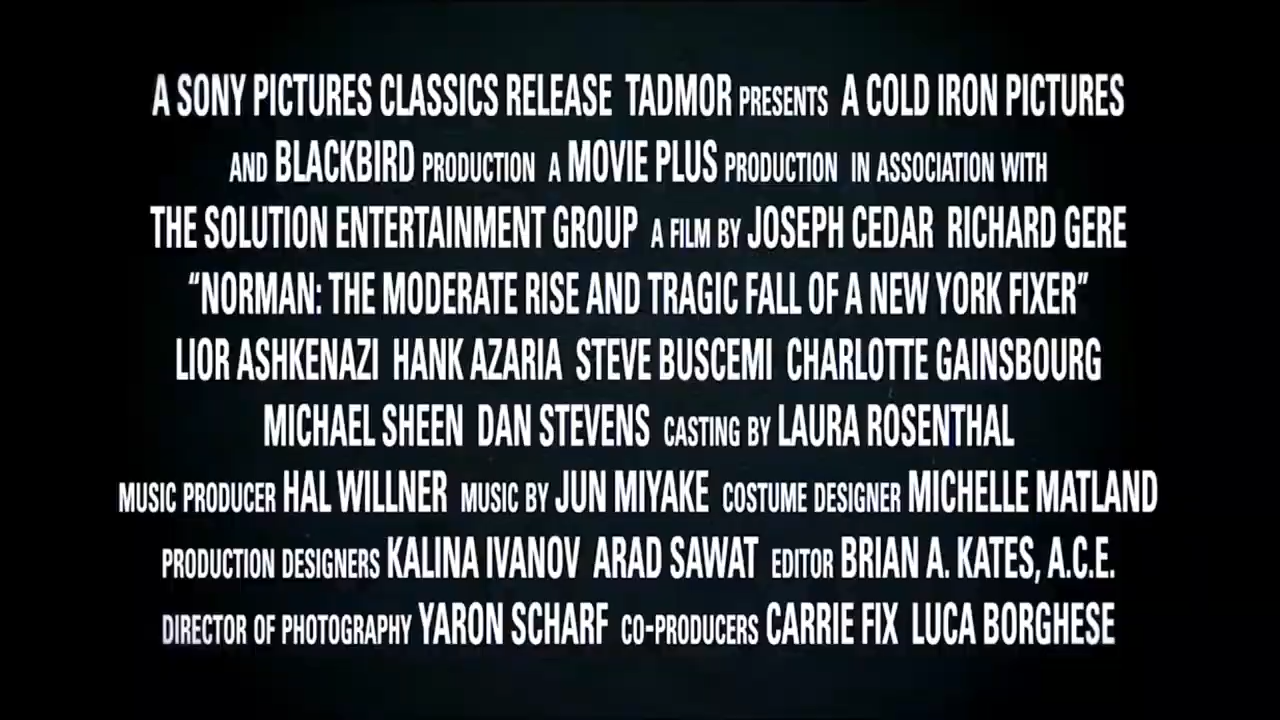 A SONY PICTURES CLASSICS RELEASE TADMOR PRESENTS A COLD IRON PICTURES
AND BLACKBIRD PRODUCTION A MOVIE PLUS PRODUCTION IN ASSOCIATION WITH
THE SOLUTION ENTERTAINMENT GROUP A FILM BY JOSEPH CEDAR RICHARD GERE
“NORMAN: THE MODERATE RISE AND TRAGIC FALL OF A NEW YORK FIXER”
LIOR ASHKENAZI HANK AZARIA STEVE BUSCEMI CHARLOTTE GAINSBOURG
MICHAEL SHEEN DAN STEVENS CASTING BY LAURA ROSENTHAL
MUSIC PRODUCER HAL WILLNER MUSIC BY JUN MIYAKE COSTUME DESIGNER MICHELLE MATLAND
PRODUCTION DESIGNERS KALINA IVANOV ARAD SAWAT EDITOR BRIAN A. KATES, A.C.E.
DIRECTOR OF PHOTOGRAPHY YARON SCHARF CO-PRODUCERS CARRIE FIX LUCA BORGHESE